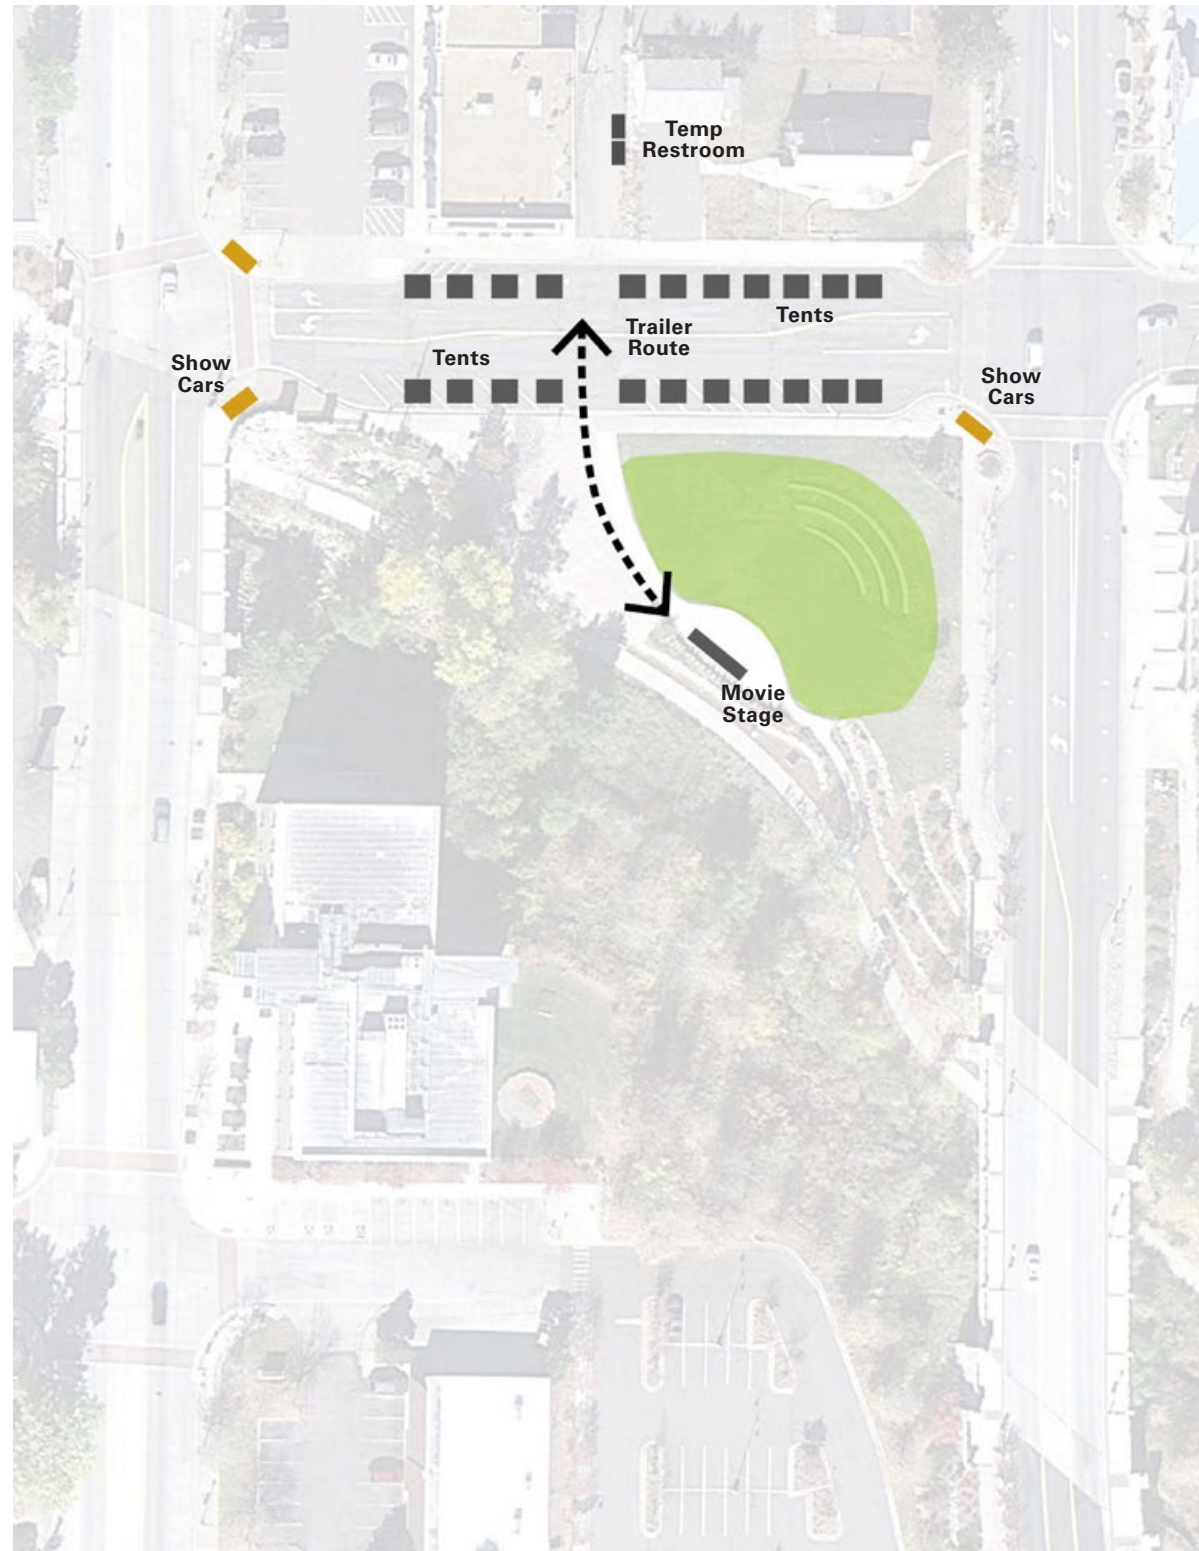 Temp
Restroom
Tents
Trailer
Route
Tents
Show
Cars
Show
Cars
Movie
Stage